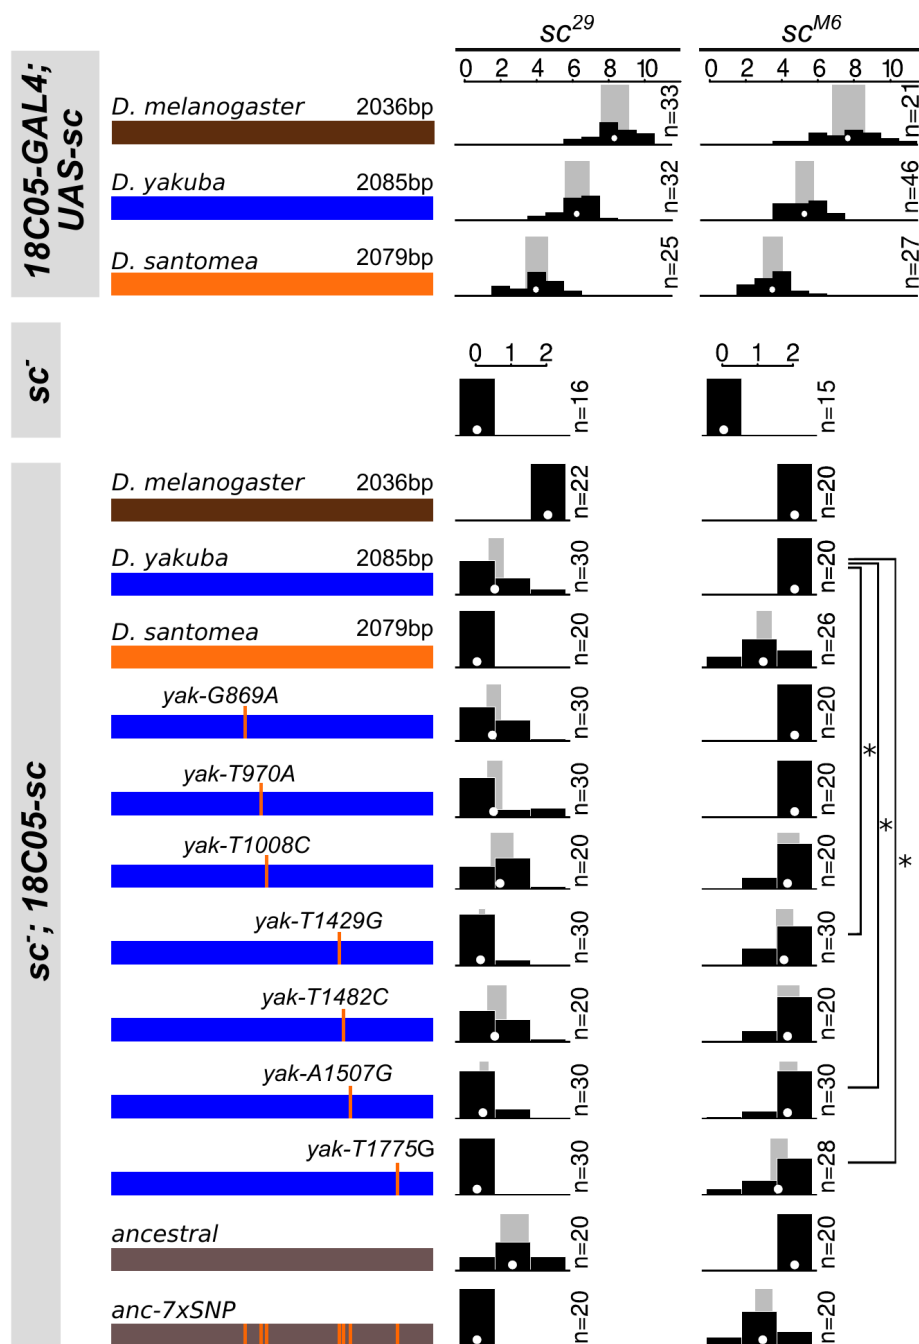 sc²⁹ scᴹ⁶
0 2 4 6 8 10 0 2 4 6 8 10
18C05-GAL4;
UAS-sc
D. melanogaster 2036bp n=33 n=21
D. yakuba 2085bp n=32 n=46
D. santomea 2079bp n=25 n=27
sc⁻
0 1 2 0 1 2
n=16 n=15
sc⁻; 18C05-sc
D. melanogaster 2036bp n=22 n=20
D. yakuba 2085bp n=30 n=20
D. santomea 2079bp n=20 n=26
yak-G869A n=30 n=20
*
yak-T970A n=30 n=20
*
yak-T1008C n=20 n=20
*
yak-T1429G n=30 n=30
yak-T1482C n=20 n=20
yak-A1507G n=30 n=30
yak-T1775G n=30 n=28
ancestral n=20 n=20
anc-7xSNP n=20 n=20